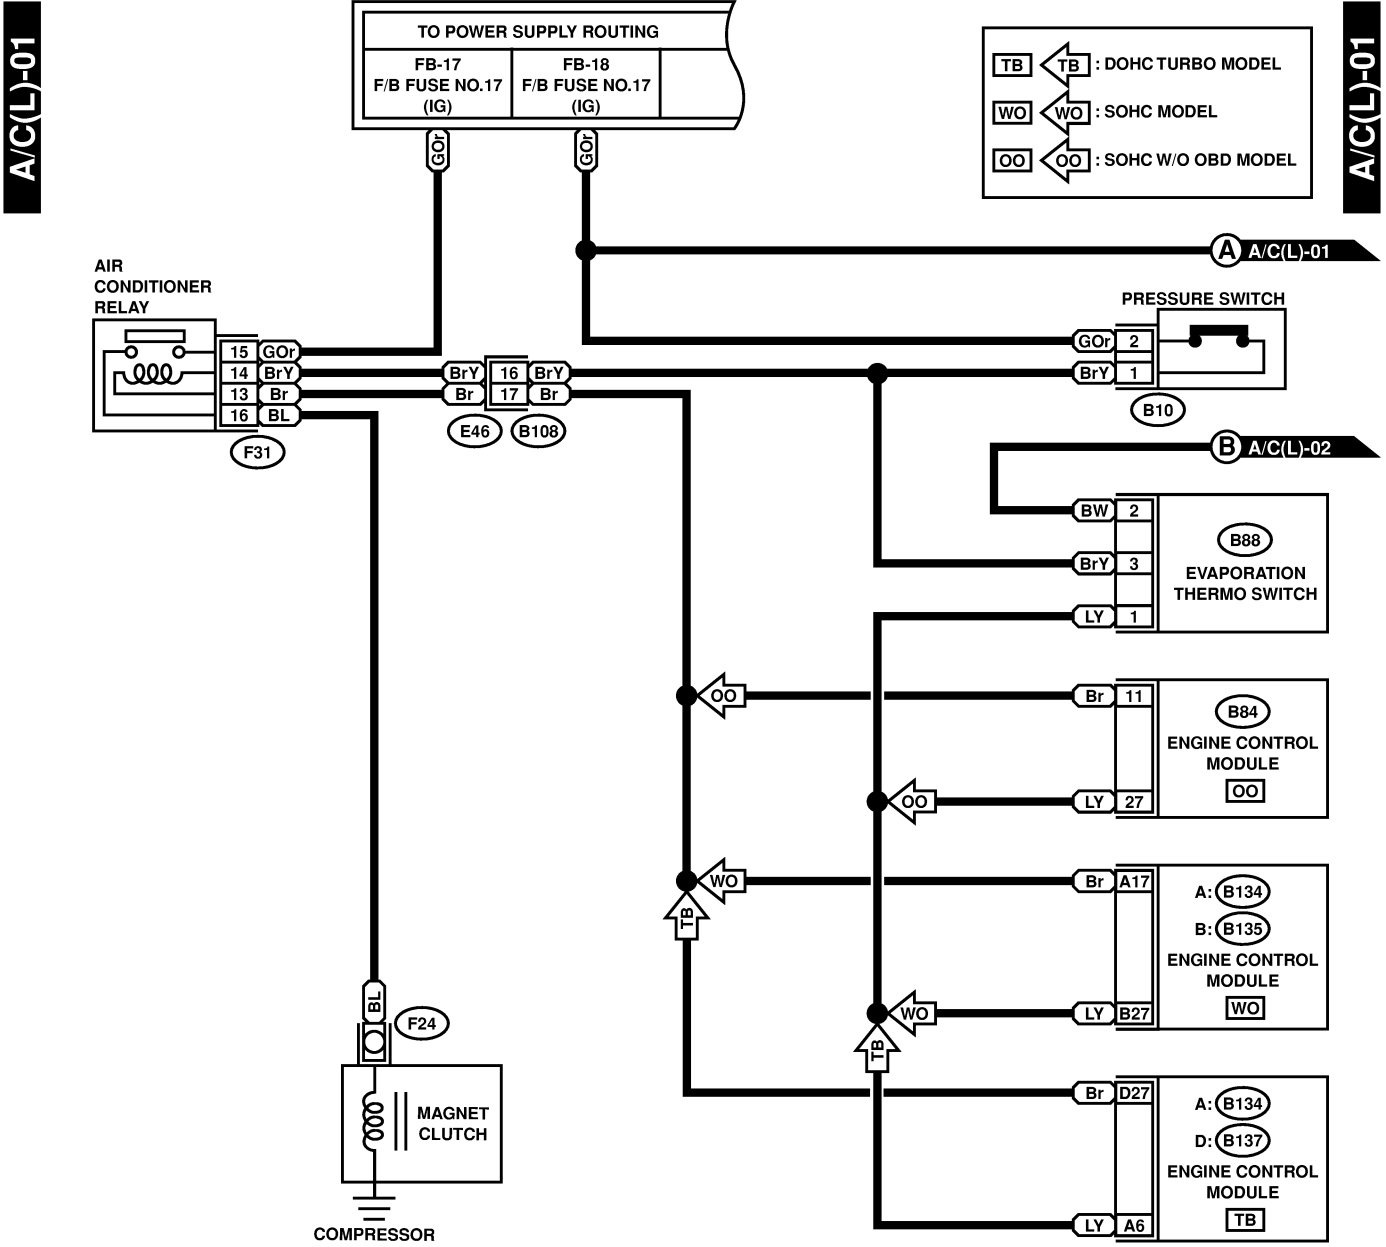 A/C(L)-01
TO POWER SUPPLY ROUTING
FB-17
F/B FUSE NO.17
(IG)
FB-18
F/B FUSE NO.17
(IG)
GOr
GOr
TB TB : DOHC TURBO MODEL
WO WO : SOHC MODEL
OO OO : SOHC W/O OBD MODEL
A/C(L)-01
A A/C(L)-01
AIR
CONDITIONER
RELAY
15 GOr
14 BrY
13 Br
16 BL
F31
BrY 16 BrY
Br 17 Br
E46 B108
PRESSURE SWITCH
GOr 2
BrY 1
B10
B A/C(L)-02
BW 2
BrY 3
LY 1
B88
EVAPORATION
THERMO SWITCH
OO
Br 11
OO
LY 27
B84
ENGINE CONTROL
MODULE
OO
WO
TB
Br A17
WO
TB
LY B27
A: B134
B: B135
ENGINE CONTROL
MODULE
WO
Br D27
LY A6
A: B134
D: B137
ENGINE CONTROL
MODULE
TB
BL
F24
MAGNET
CLUTCH
COMPRESSOR